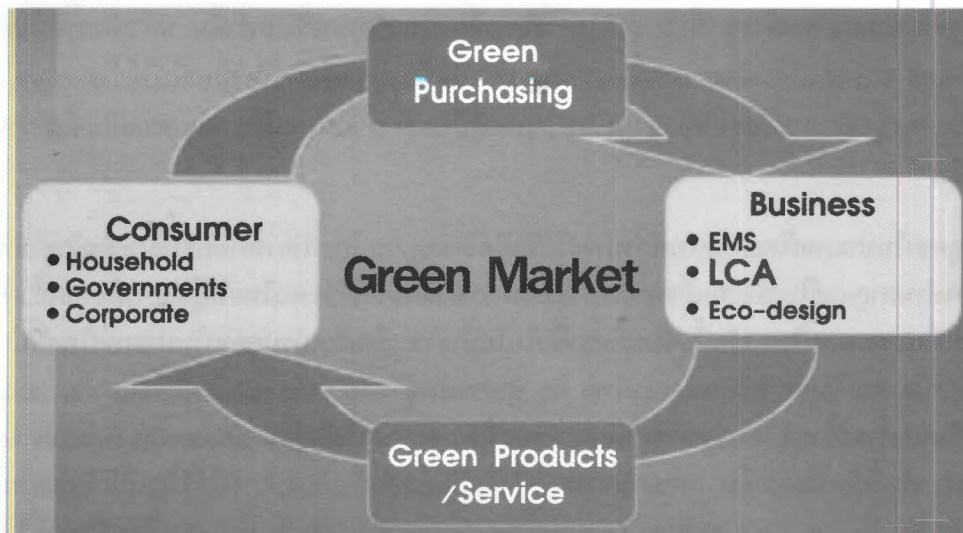 Green
Purchasing
Consumer
• Household
• Governments
• Corporate
Green Market
Business
• EMS
• LCA
• Eco-design
Green Products
/Service